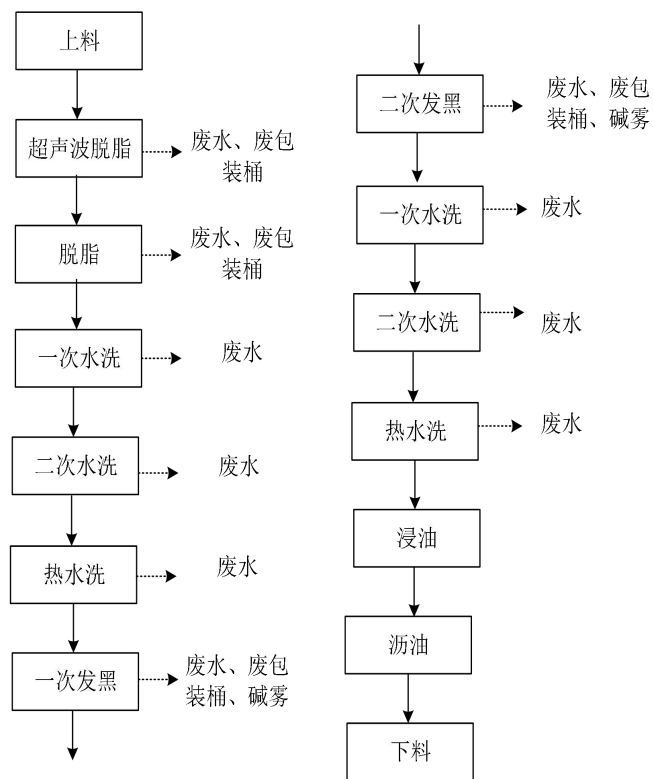 上料
超声波脱脂
废水、废包
装桶
脱脂
废水、废包
装桶
一次水洗
废水
二次水洗
废水
热水洗
废水
一次发黑
废水、废包
装桶、碱雾
二次发黑
废水、废包
装桶、碱雾
一次水洗
废水
二次水洗
废水
热水洗
废水
浸油
沥油
下料